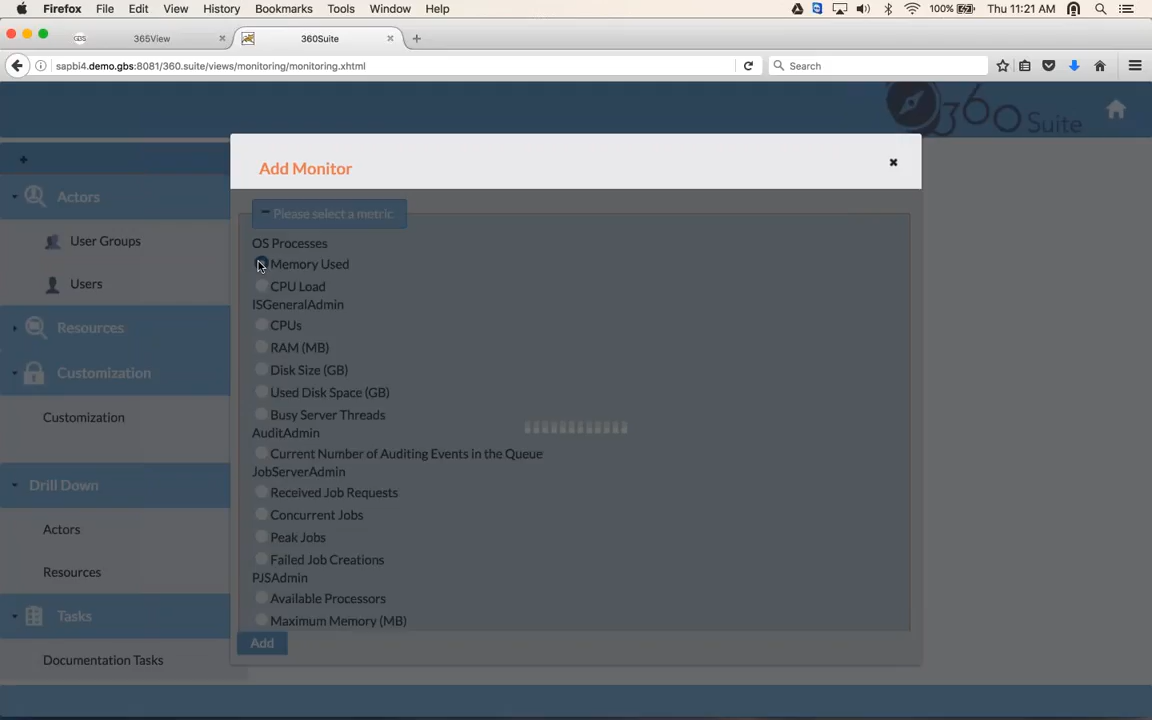 Firefox File Edit View History Bookmarks Tools Window Help 100% Thu 11:21 AM
GBS 365View 360Suite
sapbi4.demo.gbs:8081/360.suite/views/monitoring/monitoring.xhtml Search
360 Suite
Add Monitor
Actors
Please select a metric
User Groups
OS Processes
Memory Used
Users
CPU Load
ISGeneralAdmin
Resources
CPUs
RAM (MB)
Customization
Disk Size (GB)
Used Disk Space (GB)
Customization
Busy Server Threads
AuditAdmin
Current Number of Auditing Events in the Queue
JobServerAdmin
Drill Down
Received Job Requests
Concurrent Jobs
Actors
Peak Jobs
Failed Job Creations
Resources
PJSAdmin
Available Processors
Tasks
Maximum Memory (MB)
Add
Documentation Tasks